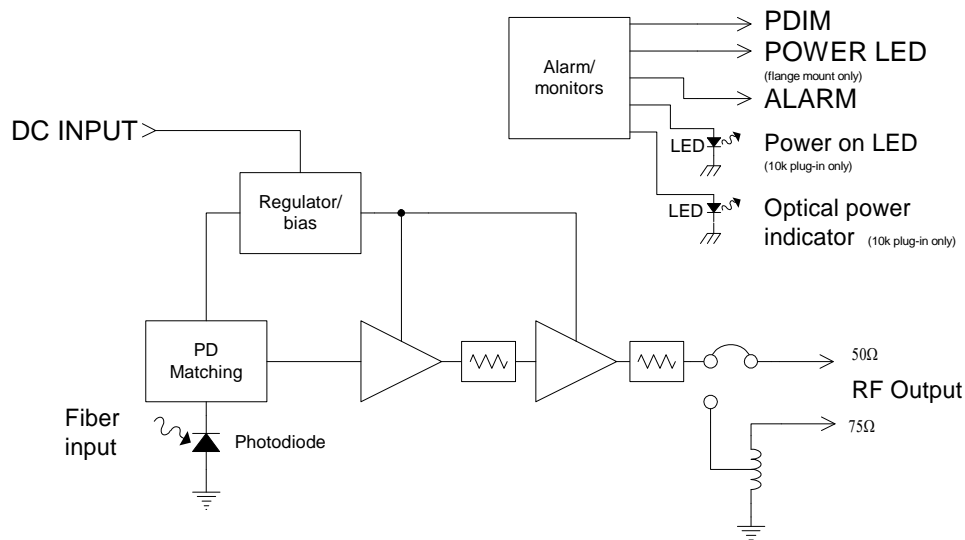 PDIM
POWER LED
(flange mount only)
ALARM
Alarm/
monitors
DC INPUT
LED
Power on LED
(10k plug-in only)
Regulator/
bias
LED
Optical power
indicator (10k plug-in only)
PD
Matching
50Ω
RF Output
75Ω
Fiber
input
Photodiode